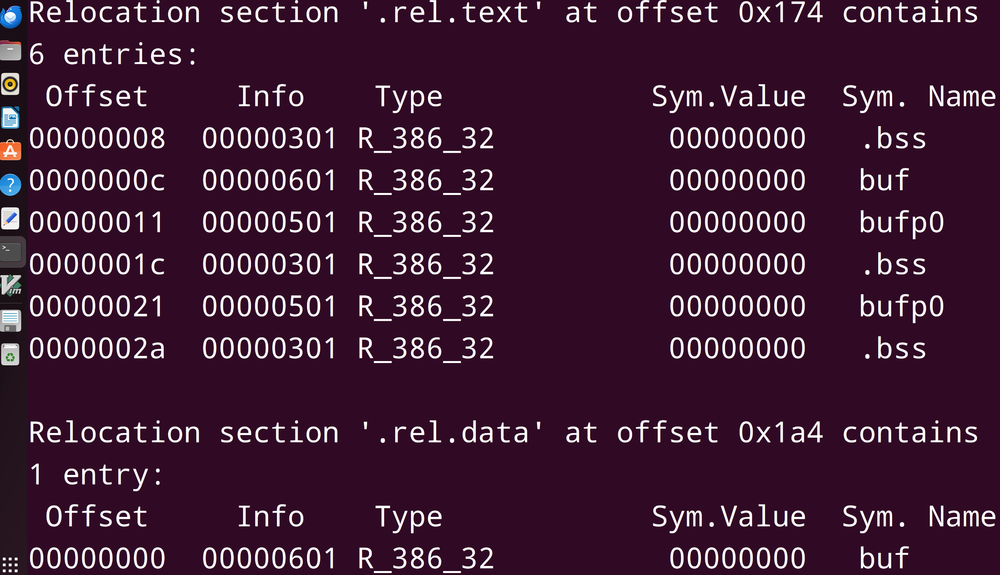 Relocation section '.rel.text' at offset 0x174 contains
6 entries:
 Offset     Info    Type            Sym.Value  Sym. Name
00000008  00000301 R_386_32          00000000   .bss
0000000c  00000601 R_386_32          00000000   buf
00000011  00000501 R_386_32          00000000   bufp0
0000001c  00000301 R_386_32          00000000   .bss
00000021  00000501 R_386_32          00000000   bufp0
0000002a  00000301 R_386_32          00000000   .bss

Relocation section '.rel.data' at offset 0x1a4 contains
1 entry:
 Offset     Info    Type            Sym.Value  Sym. Name
00000000  00000601 R_386_32          00000000   buf